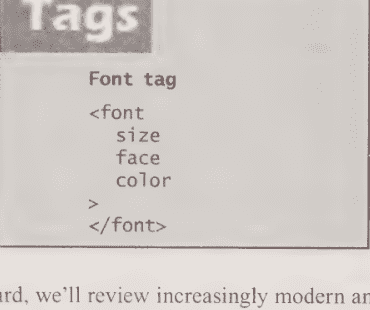 Tags
Font tag
<font
size
face
color
>
</font>
we'll review increasingly modern